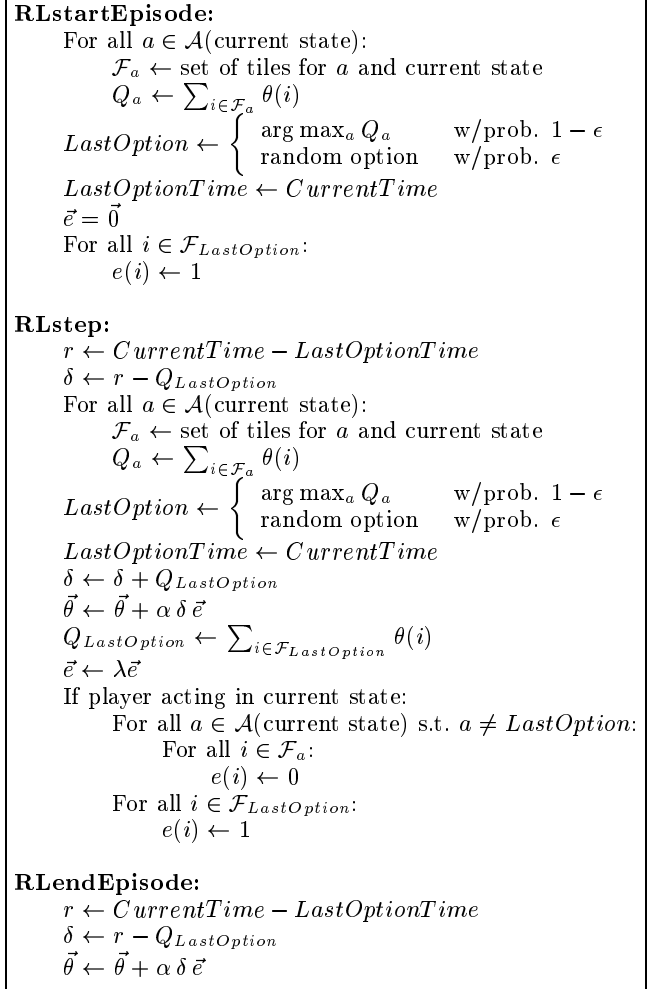 RLstartEpisode:
For all a ∈ 𝒜(current state):
ℱ_a ← set of tiles for a and current state
Q_a ← ∑_{i∈ℱ_a} θ(i)
LastOption ← { arg max_a Q_a w/prob. 1 − ϵ
random option w/prob. ϵ
LastOptionTime ← CurrentTime
e⃗ = 0⃗
For all i ∈ ℱ_{LastOption}:
e(i) ← 1
RLstep:
r ← CurrentTime − LastOptionTime
δ ← r − Q_{LastOption}
For all a ∈ 𝒜(current state):
ℱ_a ← set of tiles for a and current state
Q_a ← ∑_{i∈ℱ_a} θ(i)
LastOption ← { arg max_a Q_a w/prob. 1 − ϵ
random option w/prob. ϵ
LastOptionTime ← CurrentTime
δ ← δ + Q_{LastOption}
θ⃗ ← θ⃗ + α δ e⃗
Q_{LastOption} ← ∑_{i∈ℱ_{LastOption}} θ(i)
e⃗ ← λe⃗
If player acting in current state:
For all a ∈ 𝒜(current state) s.t. a ≠ LastOption:
For all i ∈ ℱ_a:
e(i) ← 0
For all i ∈ ℱ_{LastOption}:
e(i) ← 1
RLendEpisode:
r ← CurrentTime − LastOptionTime
δ ← r − Q_{LastOption}
θ⃗ ← θ⃗ + α δ e⃗